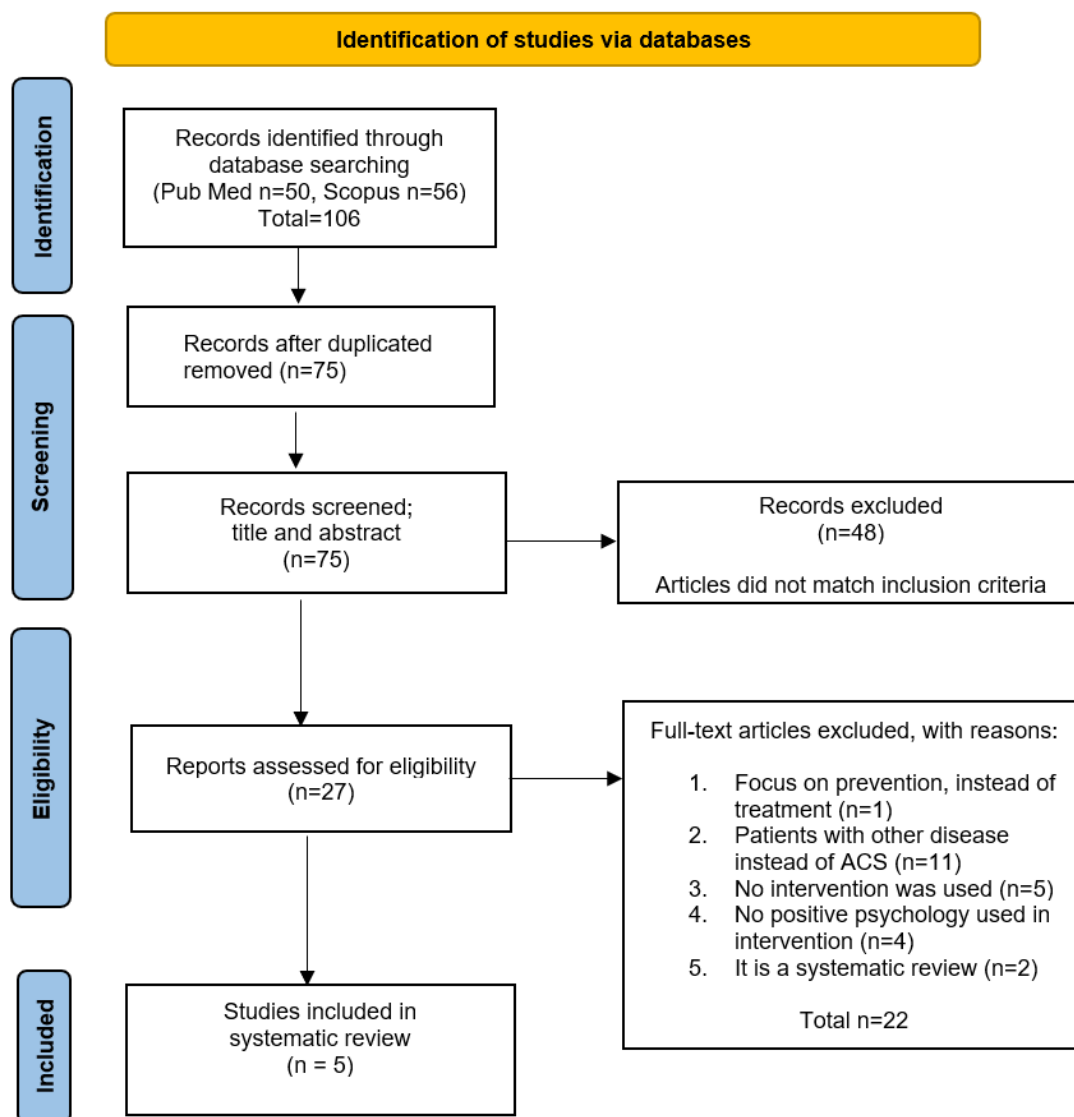 Identification of studies via databases
Identification
Records identified through
database searching
(Pub Med n=50, Scopus n=56)
Total=106
Screening
Records after duplicated
removed (n=75)
Records screened;
title and abstract
(n=75)
Records excluded
(n=48)
Articles did not match inclusion criteria
Eligibility
Reports assessed for eligibility
(n=27)
Full-text articles excluded, with reasons:
1. Focus on prevention, instead of
treatment (n=1)
2. Patients with other disease
instead of ACS (n=11)
3. No intervention was used (n=5)
4. No positive psychology used in
intervention (n=4)
5. It is a systematic review (n=2)
Total n=22
Included
Studies included in
systematic review
(n = 5)